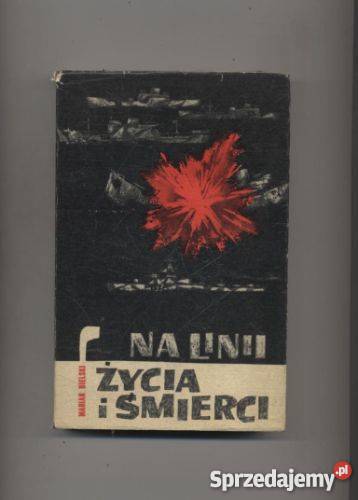 NA LINII
ŻYCIA
i ŚMIERCI
MARIAN BIELSKI
Sprzedajemy.pl